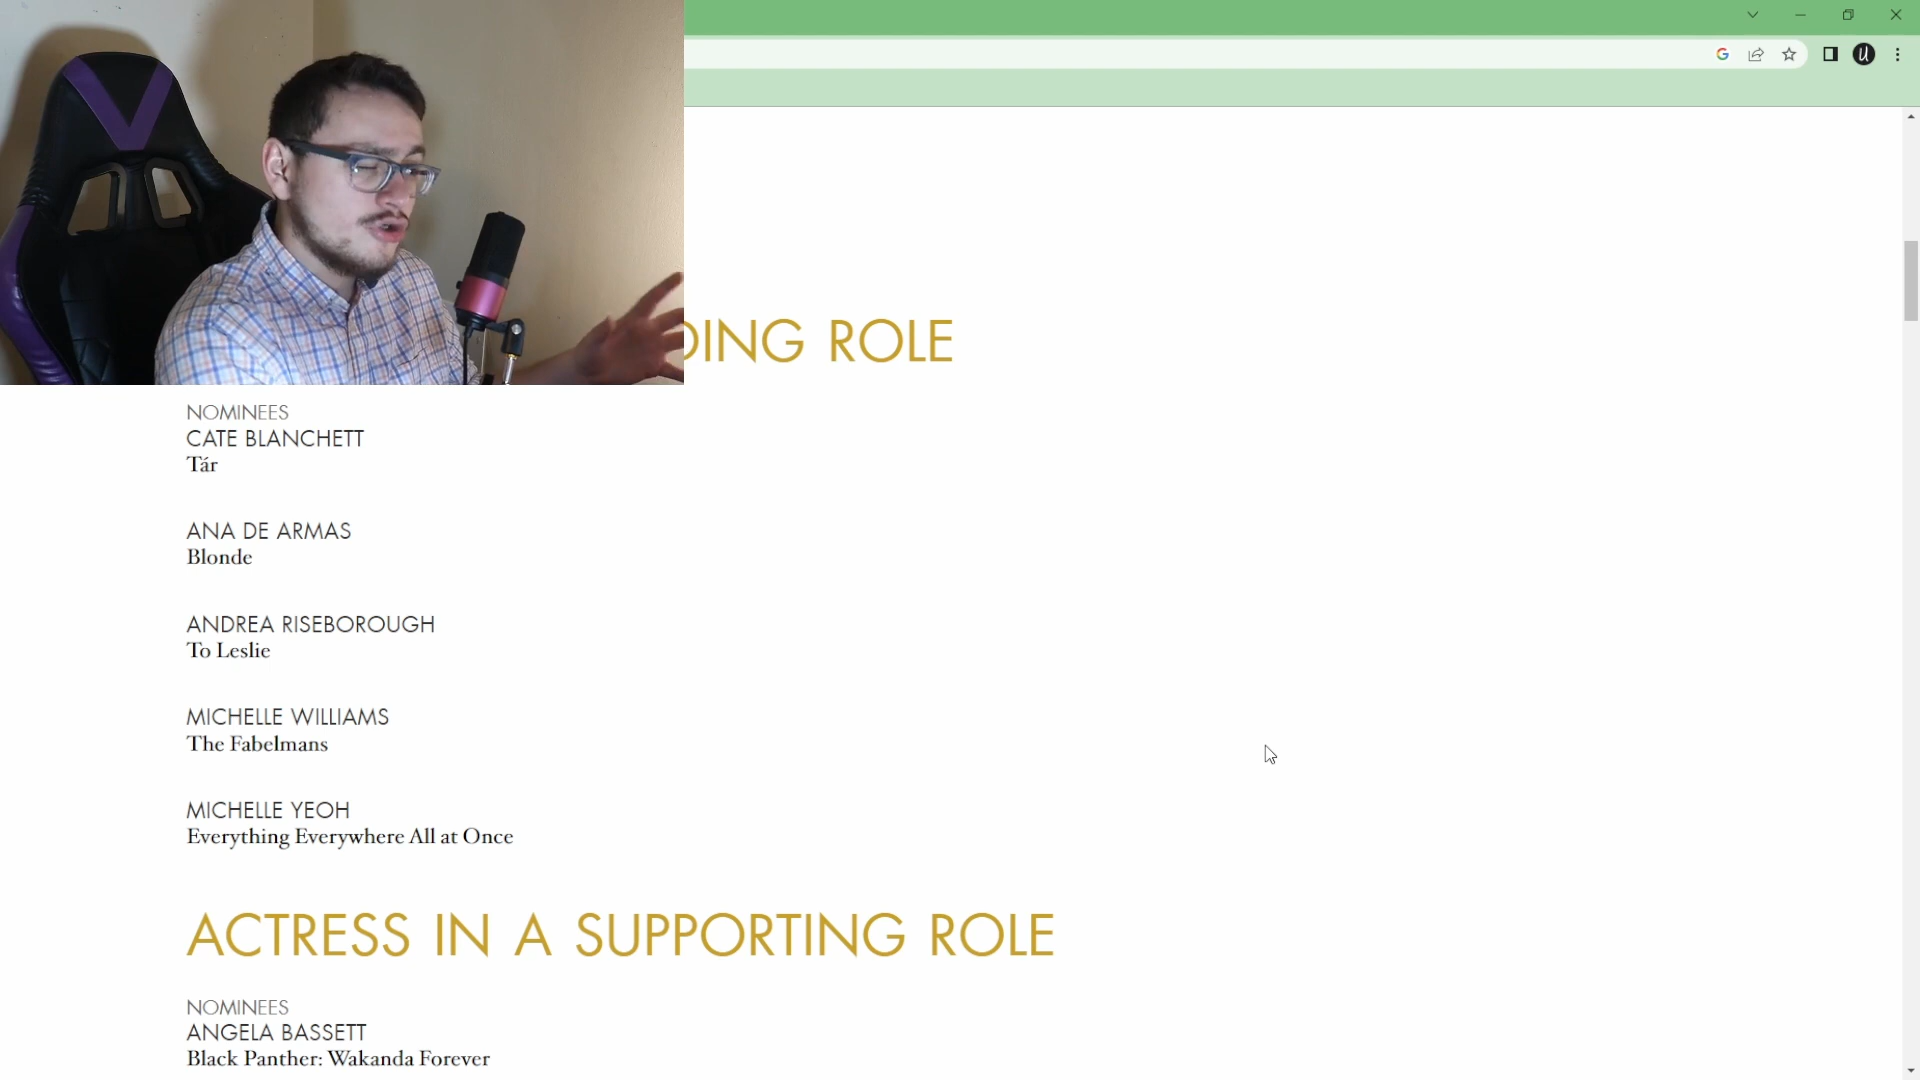 ING ROLE
NOMINEES
CATE BLANCHETT
Tár
ANA DE ARMAS
Blonde
ANDREA RISEBOROUGH
To Leslie
MICHELLE WILLIAMS
The Fabelmans
MICHELLE YEOH
Everything Everywhere All at Once
ACTRESS IN A SUPPORTING ROLE
NOMINEES
ANGELA BASSETT
Black Panther: Wakanda Forever